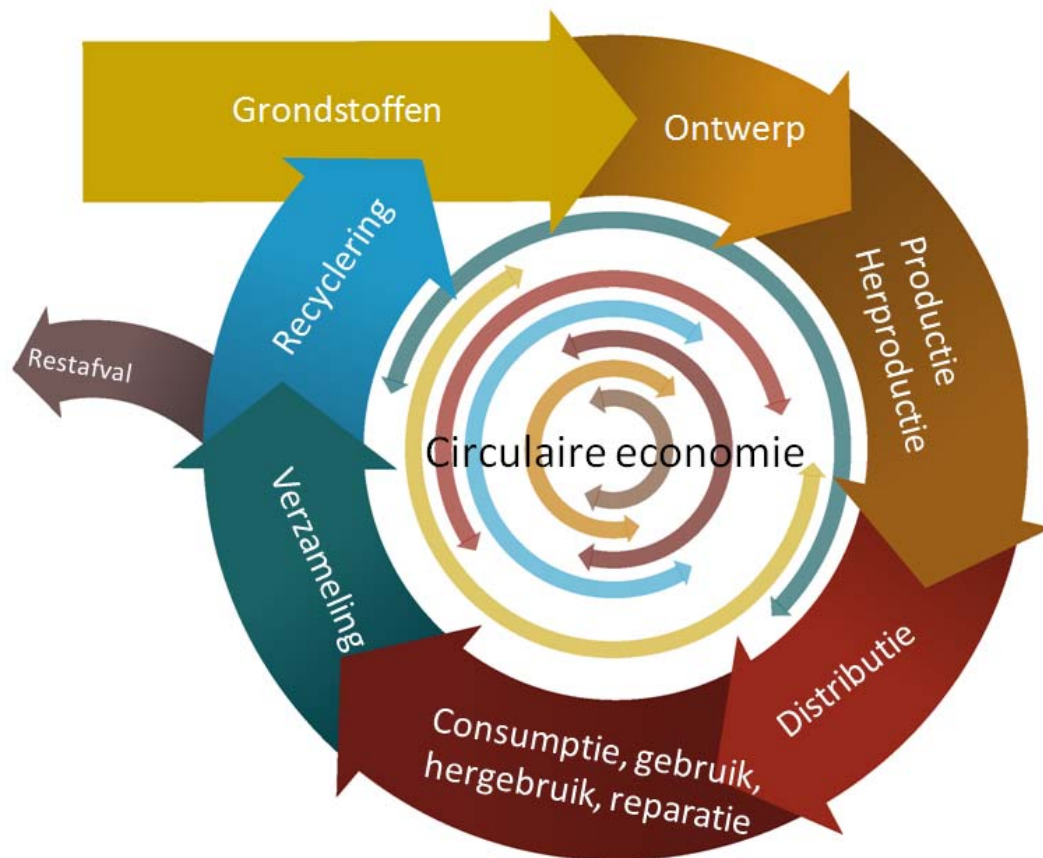 Grondstoffen
Ontwerp
Productie
Herproductie
Distributie
Consumptie, gebruik,
hergebruik, reparatie
Verzameling
Recyclering
Restafval
Circulaire economie